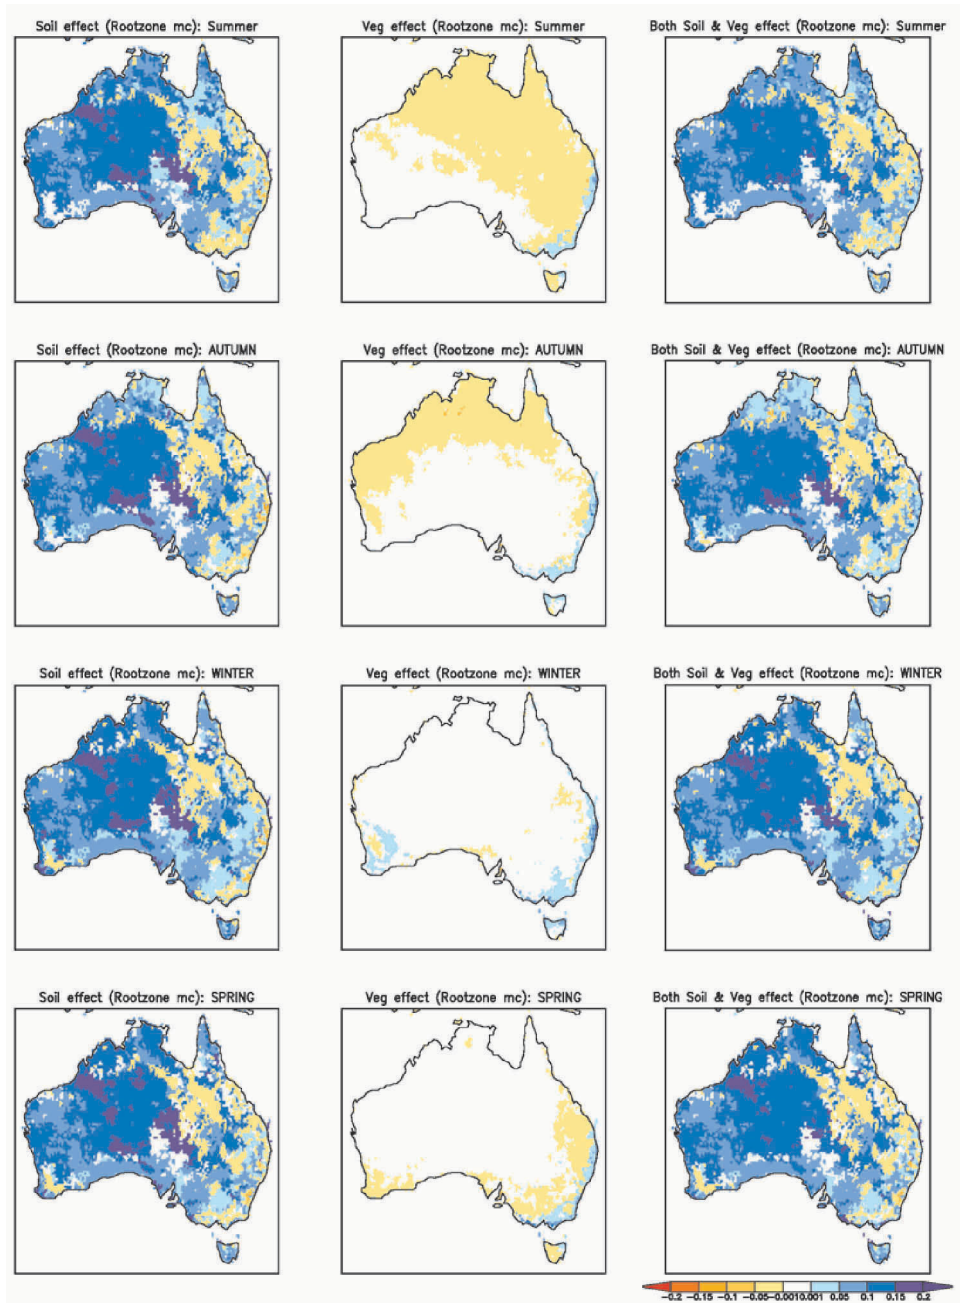 Soil effect (Rootzone mc): Summer
Veg effect (Rootzone mc): Summer
Both Soil & Veg effect (Rootzone mc): Summer
Soil effect (Rootzone mc): AUTUMN
Veg effect (Rootzone mc): AUTUMN
Both Soil & Veg effect (Rootzone mc): AUTUMN
Soil effect (Rootzone mc): WINTER
Veg effect (Rootzone mc): WINTER
Both Soil & Veg effect (Rootzone mc): WINTER
Soil effect (Rootzone mc): SPRING
Veg effect (Rootzone mc): SPRING
Both Soil & Veg effect (Rootzone mc): SPRING
-0.2 -0.15 -0.1 -0.05 -0.001 0.001 0.05 0.1 0.15 0.2